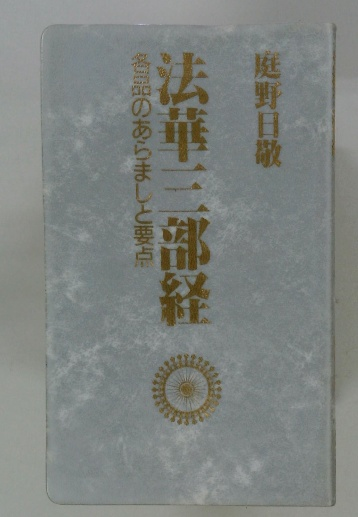 庭野日敬
法華三部経
各品のあらましと要点